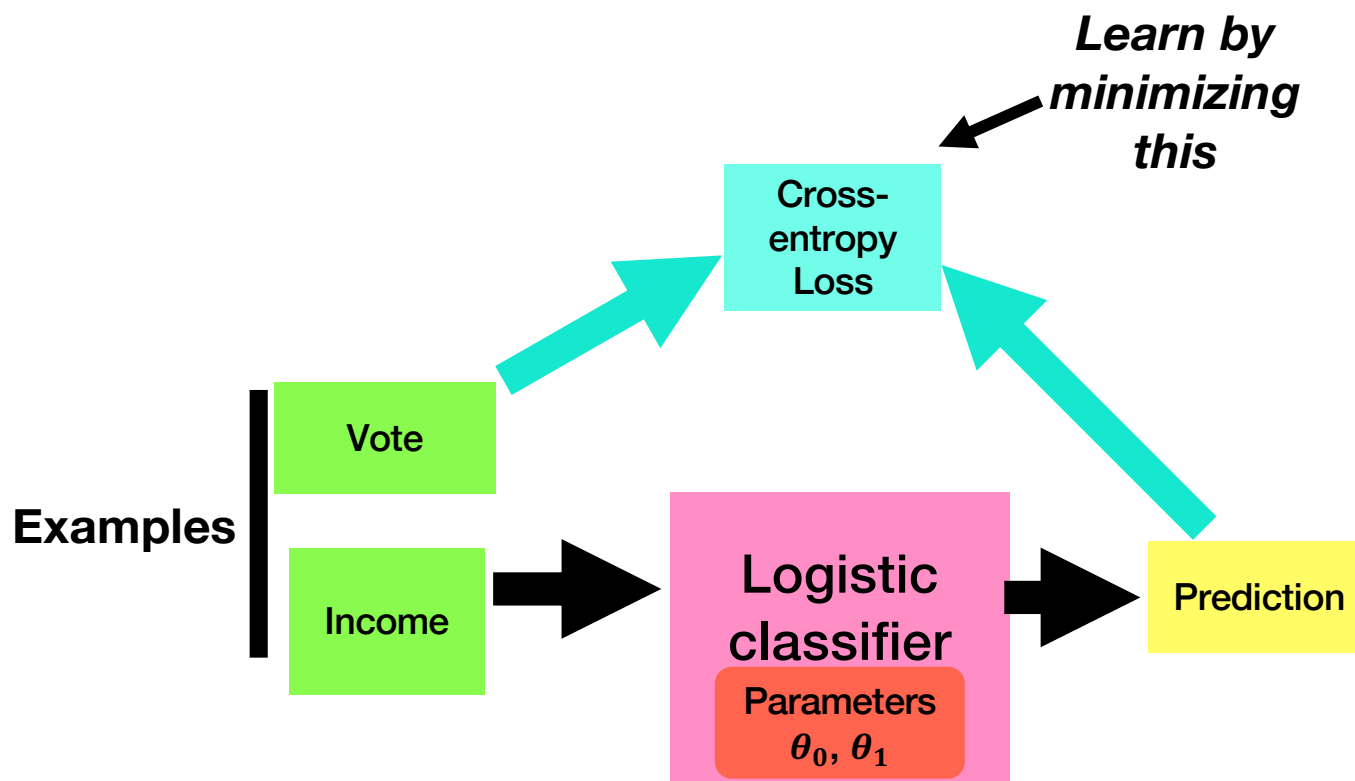 Learn by
minimizing
this
Cross-
entropy
Loss
Vote
Examples
Income
Logistic
classifier
Parameters
θ₀, θ₁
Prediction